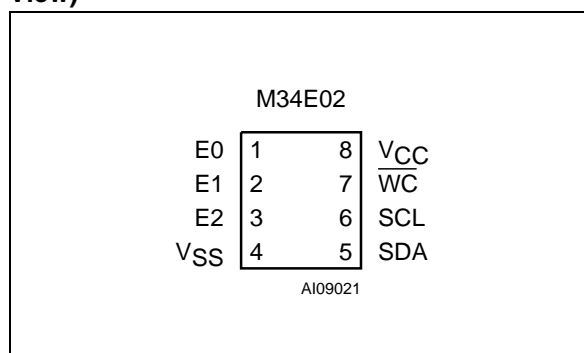 View)
M34E02
E0 1 8 VCC
E1 2 7 WC
E2 3 6 SCL
VSS 4 5 SDA
AI09021